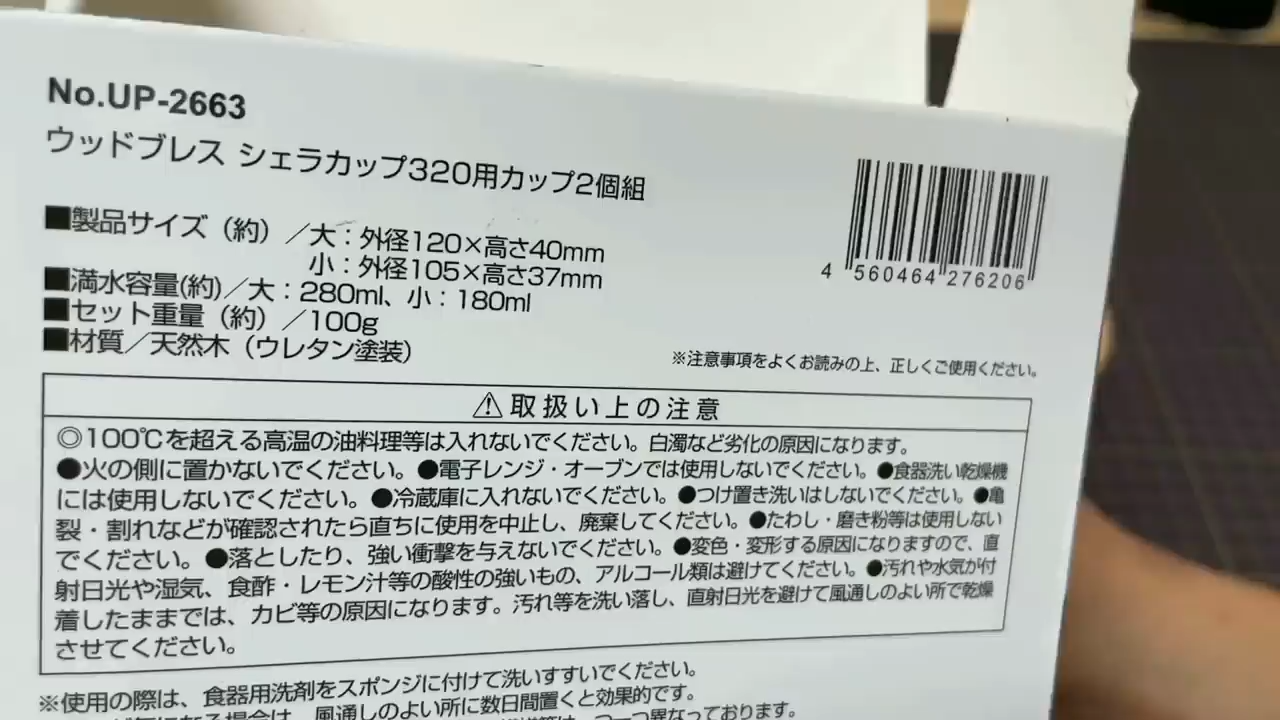 No.UP-2663
ウッドブレス シェラカップ320用カップ2個組
■製品サイズ（約）／大：外径120×高さ40mm
小：外径105×高さ37mm
■満水容量(約)／大：280ml、小：180ml
■セット重量（約）／100g
■材質／天然木（ウレタン塗装）
4 560464 276206
※注意事項をよくお読みの上、正しくご使用ください。
⚠取扱い上の注意
◎100℃を超える高温の油料理等は入れないでください。白濁など劣化の原因になります。
●火の側に置かないでください。●電子レンジ・オーブンでは使用しないでください。●食器洗い乾燥機
には使用しないでください。●冷蔵庫に入れないでください。●つけ置き洗いはしないでください。●亀
裂・割れなどが確認されたら直ちに使用を中止し、廃棄してください。●たわし・磨き粉等は使用しない
でください。●落としたり、強い衝撃を与えないでください。●変色・変形する原因になりますので、直
射日光や湿気、食酢・レモン汁等の酸性の強いもの、アルコール類は避けてください。●汚れや水気が付
着したままでは、カビ等の原因になります。汚れ等を洗い落し、直射日光を避けて風通しのよい所で乾燥
させてください。
※使用の際は、食器用洗剤をスポンジに付けて洗いすすいでください。
風通しのよい所に数日間置くと効果的です。
一つ一つ異なっております。